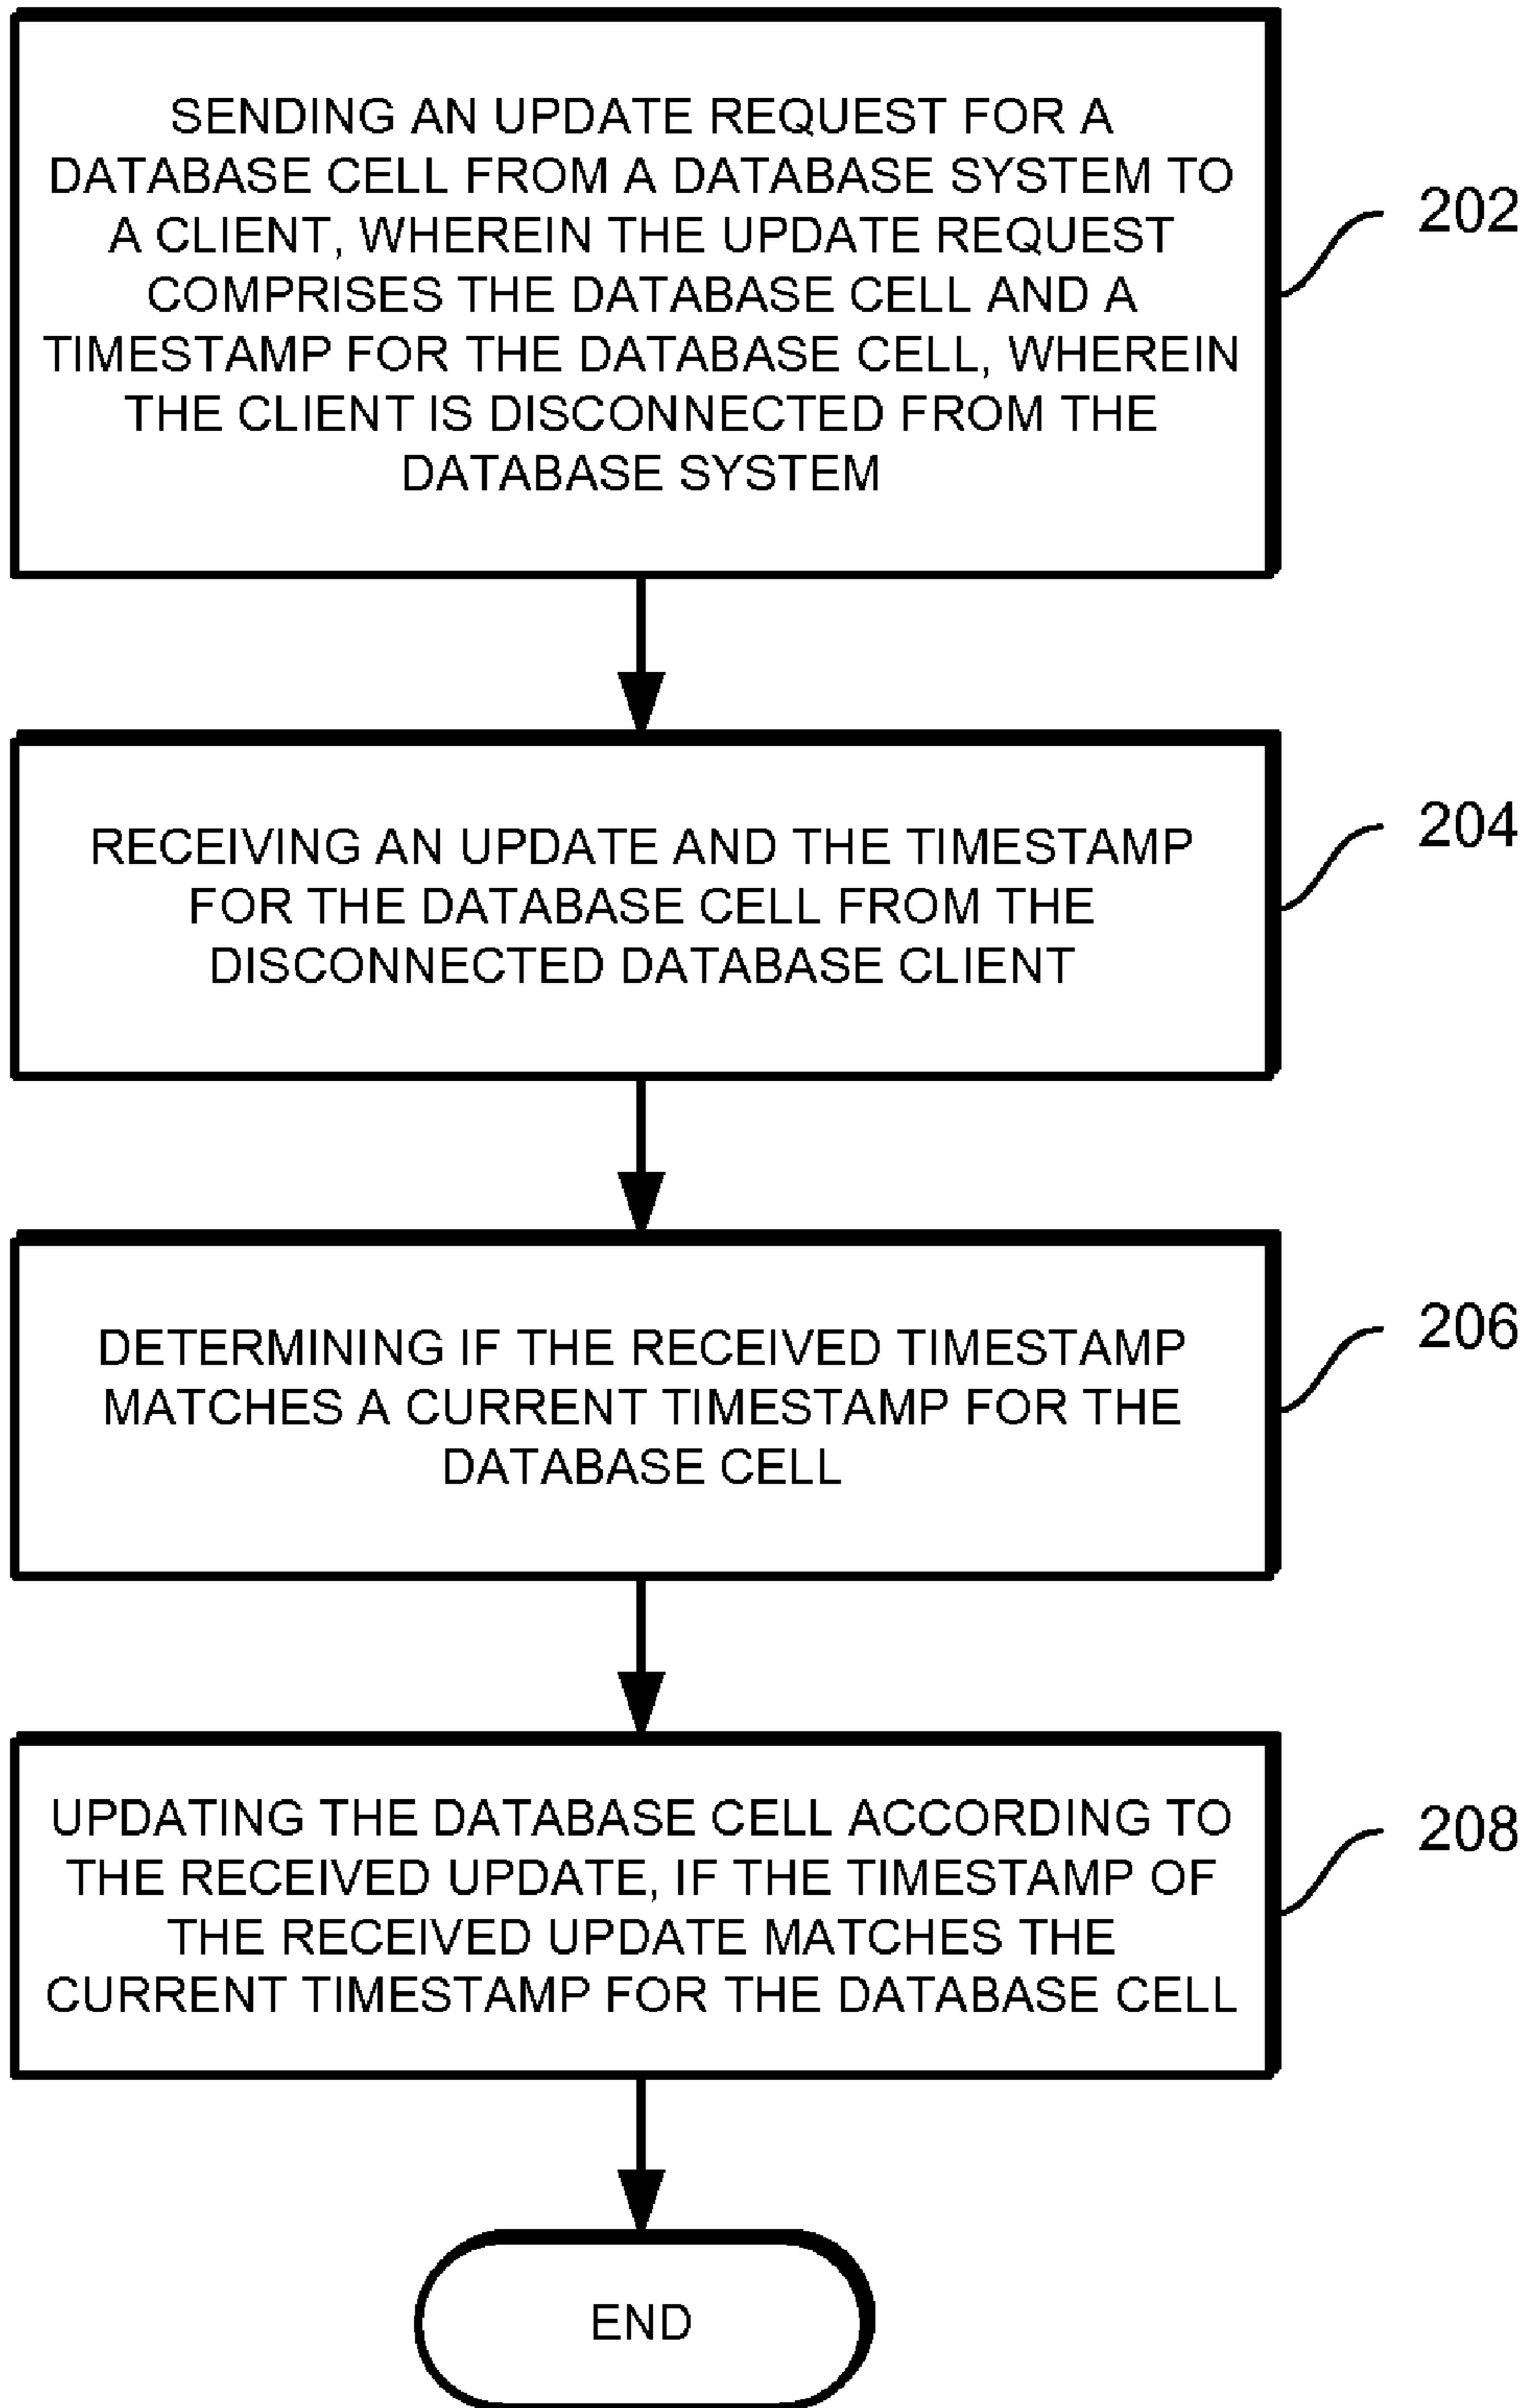 SENDING AN UPDATE REQUEST FOR A
DATABASE CELL FROM A DATABASE SYSTEM TO
A CLIENT, WHEREIN THE UPDATE REQUEST
COMPRISES THE DATABASE CELL AND A
TIMESTAMP FOR THE DATABASE CELL, WHEREIN
THE CLIENT IS DISCONNECTED FROM THE
DATABASE SYSTEM
202
RECEIVING AN UPDATE AND THE TIMESTAMP
FOR THE DATABASE CELL FROM THE
DISCONNECTED DATABASE CLIENT
204
DETERMINING IF THE RECEIVED TIMESTAMP
MATCHES A CURRENT TIMESTAMP FOR THE
DATABASE CELL
206
UPDATING THE DATABASE CELL ACCORDING TO
THE RECEIVED UPDATE, IF THE TIMESTAMP OF
THE RECEIVED UPDATE MATCHES THE
CURRENT TIMESTAMP FOR THE DATABASE CELL
208
END